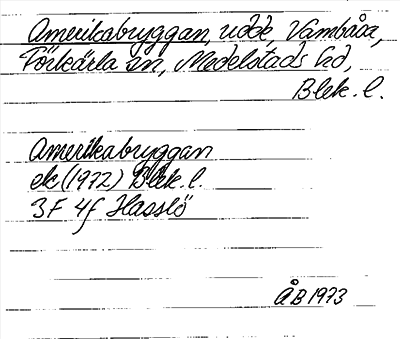 Amerikabryggan, udde, Vambåsa,
Förkärla sn, Medelstads hd,
Blek. l.
Amerikabryggan
ek (1972) Blek. l.
3F 4f Hasslö
ÅB 1973